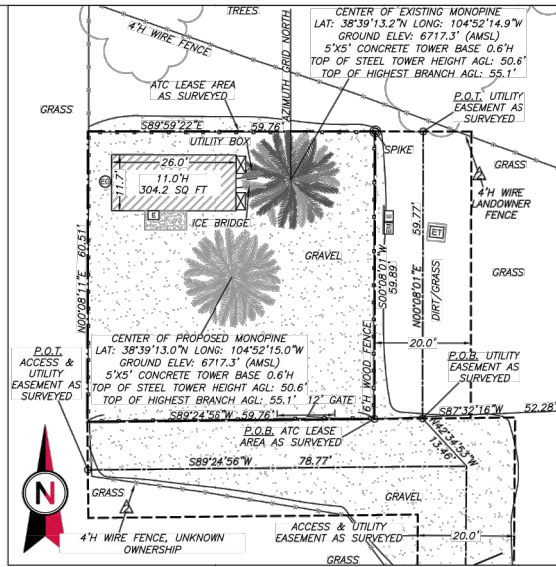 TREES
4'H WIRE FENCE
AZIMUTH GRID NORTH
CENTER OF EXISTING MONOPINE
LAT: 38°39'13.2"N LONG: 104°52'14.9"W
GROUND ELEV: 6717.3' (AMSL)
5'X5' CONCRETE TOWER BASE 0.6'H
TOP OF STEEL TOWER HEIGHT AGL: 50.6'
TOP OF HIGHEST BRANCH AGL: 55.1'
ATC LEASE AREA
AS SURVEYED
GRASS
P.O.T. UTILITY
EASEMENT AS
SURVEYED
S89°59'22"E
59.76'
UTILITY BOX
SPIKE
GRASS
26.0'
11.7'
11.0'H
304.2 SQ FT
EG
E
ICE BRIDGE
2
4'H WIRE
LANDOWNER
FENCE
EM
E
ET
N00°08'11"E 60.51'
GRAVEL
S00°08'01"W
59.89'
N00°08'01"E 59.77'
DIRT/GRASS
GRASS
20.0'
CENTER OF PROPOSED MONOPINE
LAT: 38°39'13.0"N LONG: 104°52'15.0"W
GROUND ELEV: 6717.3' (AMSL)
5'X5' CONCRETE TOWER BASE 0.6'H
TOP OF STEEL TOWER HEIGHT AGL: 50.6'
TOP OF HIGHEST BRANCH AGL: 55.1'
P.O.T.
ACCESS &
UTILITY
EASEMENT AS
SURVEYED
6'H WOOD FENCE
P.O.B. UTILITY
EASEMENT AS
SURVEYED
12' GATE
S89°24'56"W
59.76'
S87°32'16"W
52.28'
P.O.B. ATC LEASE
AREA AS SURVEYED
N42°34'53"W
13.46'
S89°24'56"W
78.77'
N
GRASS
GRAVEL
2
4'H WIRE FENCE, UNKNOWN
OWNERSHIP
ACCESS & UTILITY
EASEMENT AS SURVEYED
20.0'
GRASS